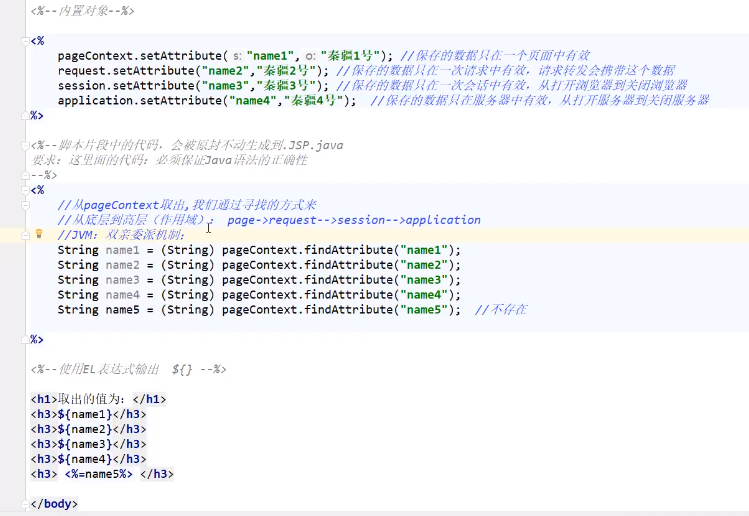 <%--内置对象--%>
<%
pageContext.setAttribute( s: "name1", o: "秦疆1号"); //保存的数据只在一个页面中有效
request.setAttribute("name2","秦疆2号"); //保存的数据只在一次请求中有效，请求转发会携带这个数据
session.setAttribute("name3","秦疆3号"); //保存的数据只在一次会话中有效，从打开浏览器到关闭浏览器
application.setAttribute("name4","秦疆4号");  //保存的数据只在服务器中有效，从打开服务器到关闭服务器
%>
<%--脚本片段中的代码，会被原封不动生成到.JSP.java
要求：这里面的代码：必须保证Java语法的正确性
--%>
<%
//从pageContext取出,我们通过寻找的方式来
//从底层到高层（作用域）： page->request-->session-->application
//JVM：双亲委派机制；
String name1 = (String) pageContext.findAttribute("name1");
String name2 = (String) pageContext.findAttribute("name2");
String name3 = (String) pageContext.findAttribute("name3");
String name4 = (String) pageContext.findAttribute("name4");
String name5 = (String) pageContext.findAttribute("name5");  //不存在
%>
<%--使用EL表达式输出  ${} --%>
<h1>取出的值为：</h1>
<h3>${name1}</h3>
<h3>${name2}</h3>
<h3>${name3}</h3>
<h3>${name4}</h3>
<h3> <%=name5%> </h3>
</body>